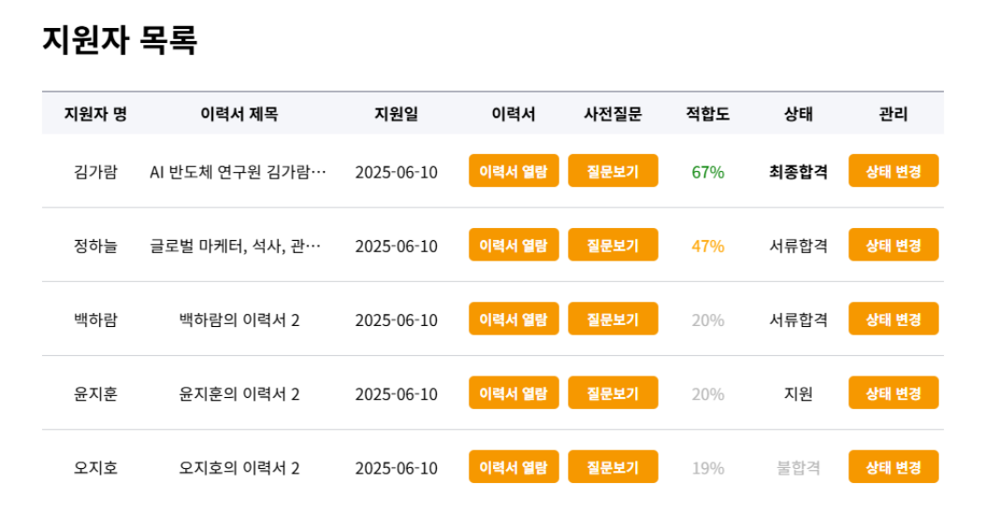 지원자 목록
지원자 명 이력서 제목 지원일 이력서 사전질문 적합도 상태 관리
김가람 AI 반도체 연구원 김가람… 2025-06-10 이력서 열람 질문보기 67% 최종합격 상태 변경
정하늘 글로벌 마케터, 석사, 관… 2025-06-10 이력서 열람 질문보기 47% 서류합격 상태 변경
백하람 백하람의 이력서 2 2025-06-10 이력서 열람 질문보기 20% 서류합격 상태 변경
윤지훈 윤지훈의 이력서 2 2025-06-10 이력서 열람 질문보기 20% 지원 상태 변경
오지호 오지호의 이력서 2 2025-06-10 이력서 열람 질문보기 19% 불합격 상태 변경